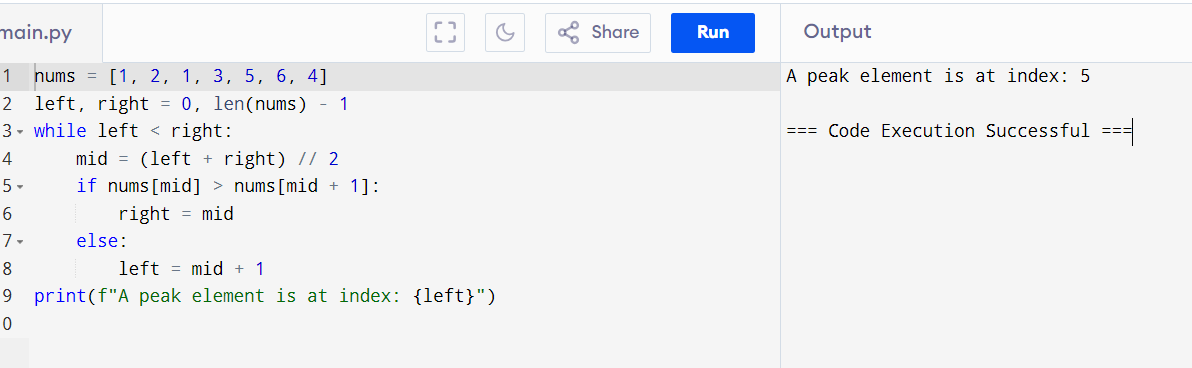 main.py
Share
Run
Output
1 nums = [1, 2, 1, 3, 5, 6, 4]
2 left, right = 0, len(nums) - 1
3 while left < right:
4     mid = (left + right) // 2
5     if nums[mid] > nums[mid + 1]:
6         right = mid
7     else:
8         left = mid + 1
9 print(f"A peak element is at index: {left}")
0
A peak element is at index: 5
=== Code Execution Successful ===